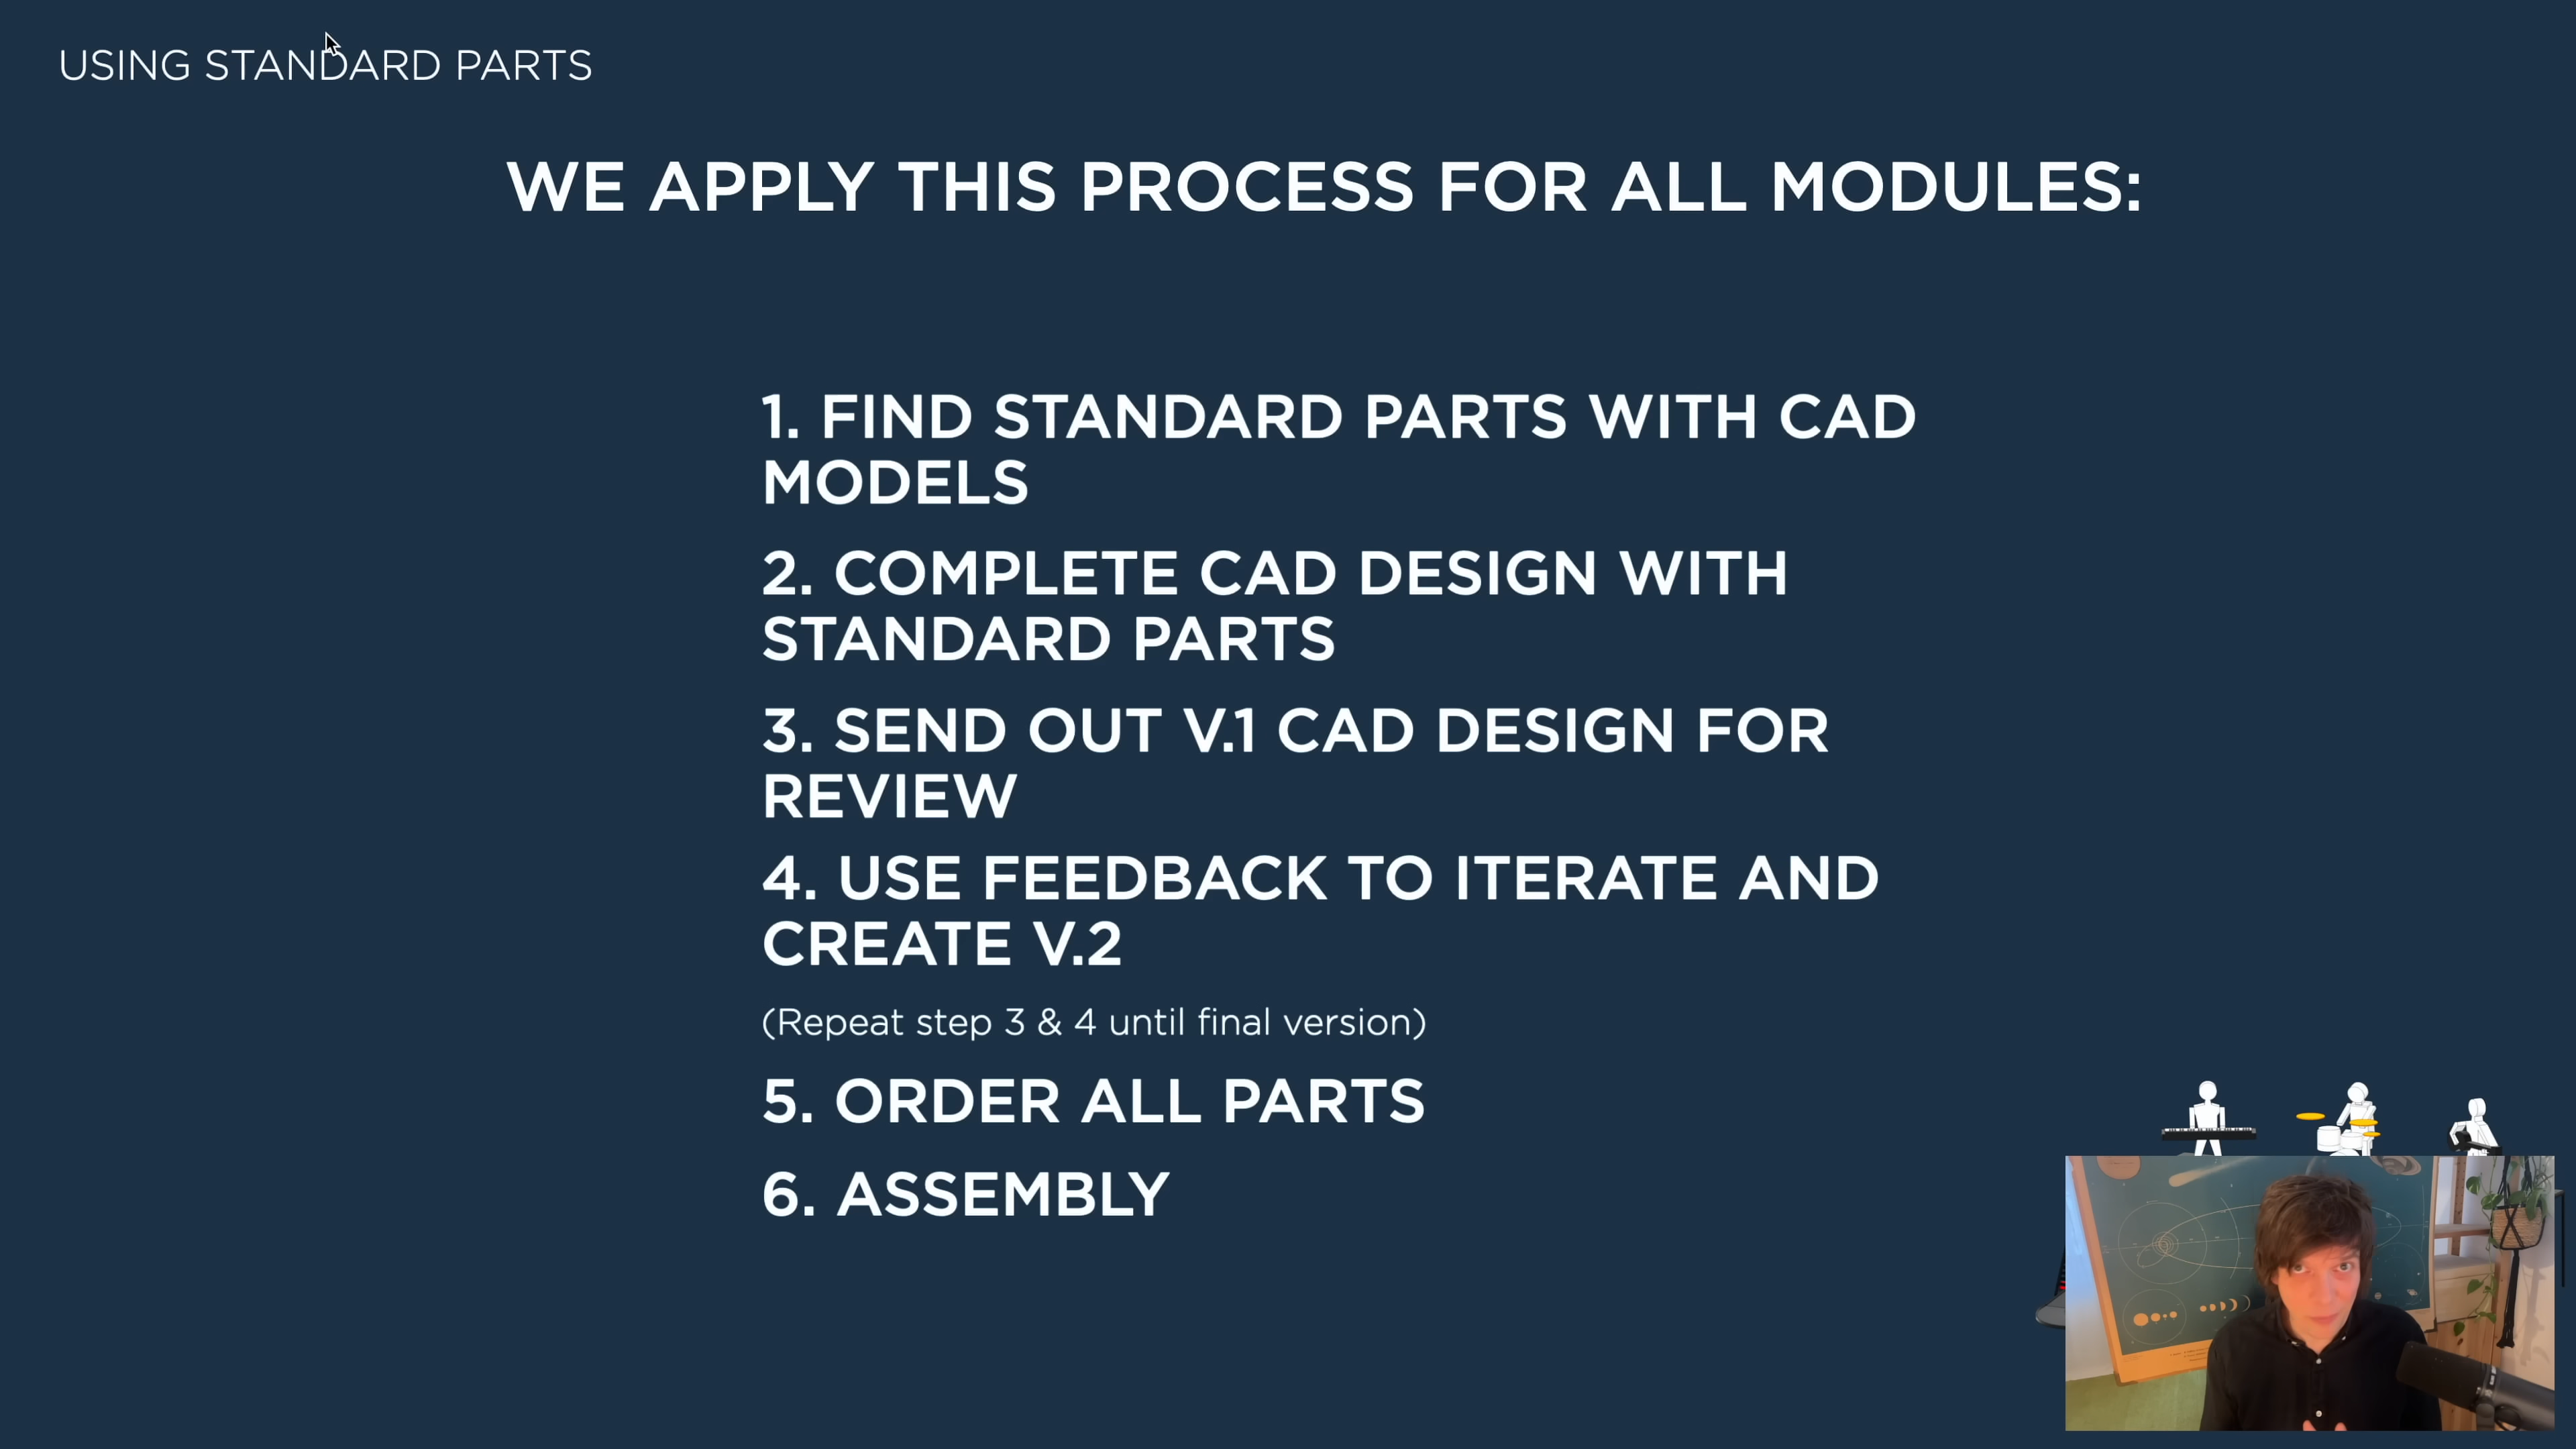 USING STANDARD PARTS
WE APPLY THIS PROCESS FOR ALL MODULES:
1. FIND STANDARD PARTS WITH CAD
MODELS
2. COMPLETE CAD DESIGN WITH
STANDARD PARTS
3. SEND OUT V.1 CAD DESIGN FOR
REVIEW
4. USE FEEDBACK TO ITERATE AND
CREATE V.2
(Repeat step 3 & 4 until final version)
5. ORDER ALL PARTS
6. ASSEMBLY